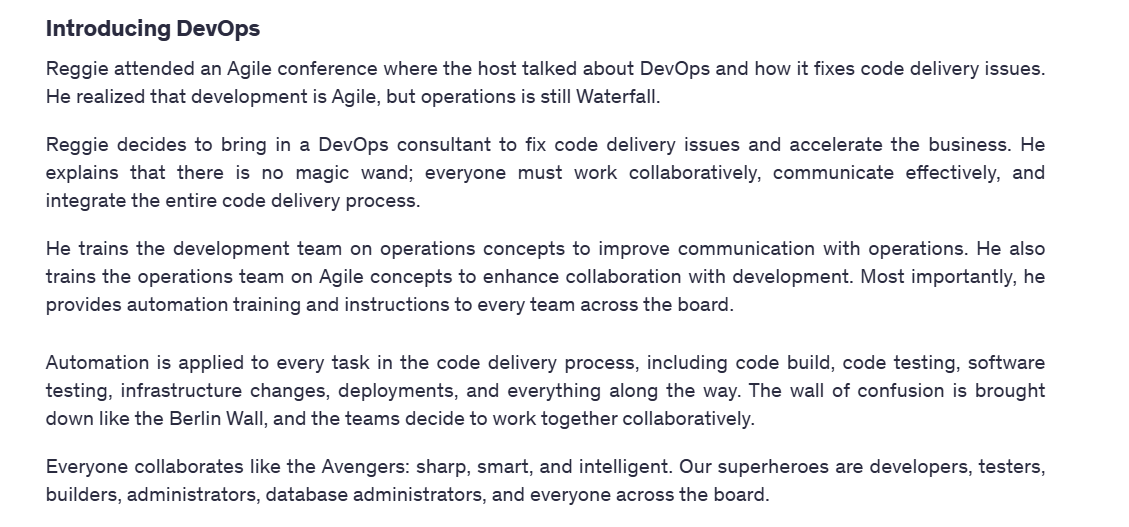 Introducing DevOps
Reggie attended an Agile conference where the host talked about DevOps and how it fixes code delivery issues.
He realized that development is Agile, but operations is still Waterfall.
Reggie decides to bring in a DevOps consultant to fix code delivery issues and accelerate the business. He
explains that there is no magic wand; everyone must work collaboratively, communicate effectively, and
integrate the entire code delivery process.
He trains the development team on operations concepts to improve communication with operations. He also
trains the operations team on Agile concepts to enhance collaboration with development. Most importantly, he
provides automation training and instructions to every team across the board.
Automation is applied to every task in the code delivery process, including code build, code testing, software
testing, infrastructure changes, deployments, and everything along the way. The wall of confusion is brought
down like the Berlin Wall, and the teams decide to work together collaboratively.
Everyone collaborates like the Avengers: sharp, smart, and intelligent. Our superheroes are developers, testers,
builders, administrators, database administrators, and everyone across the board.